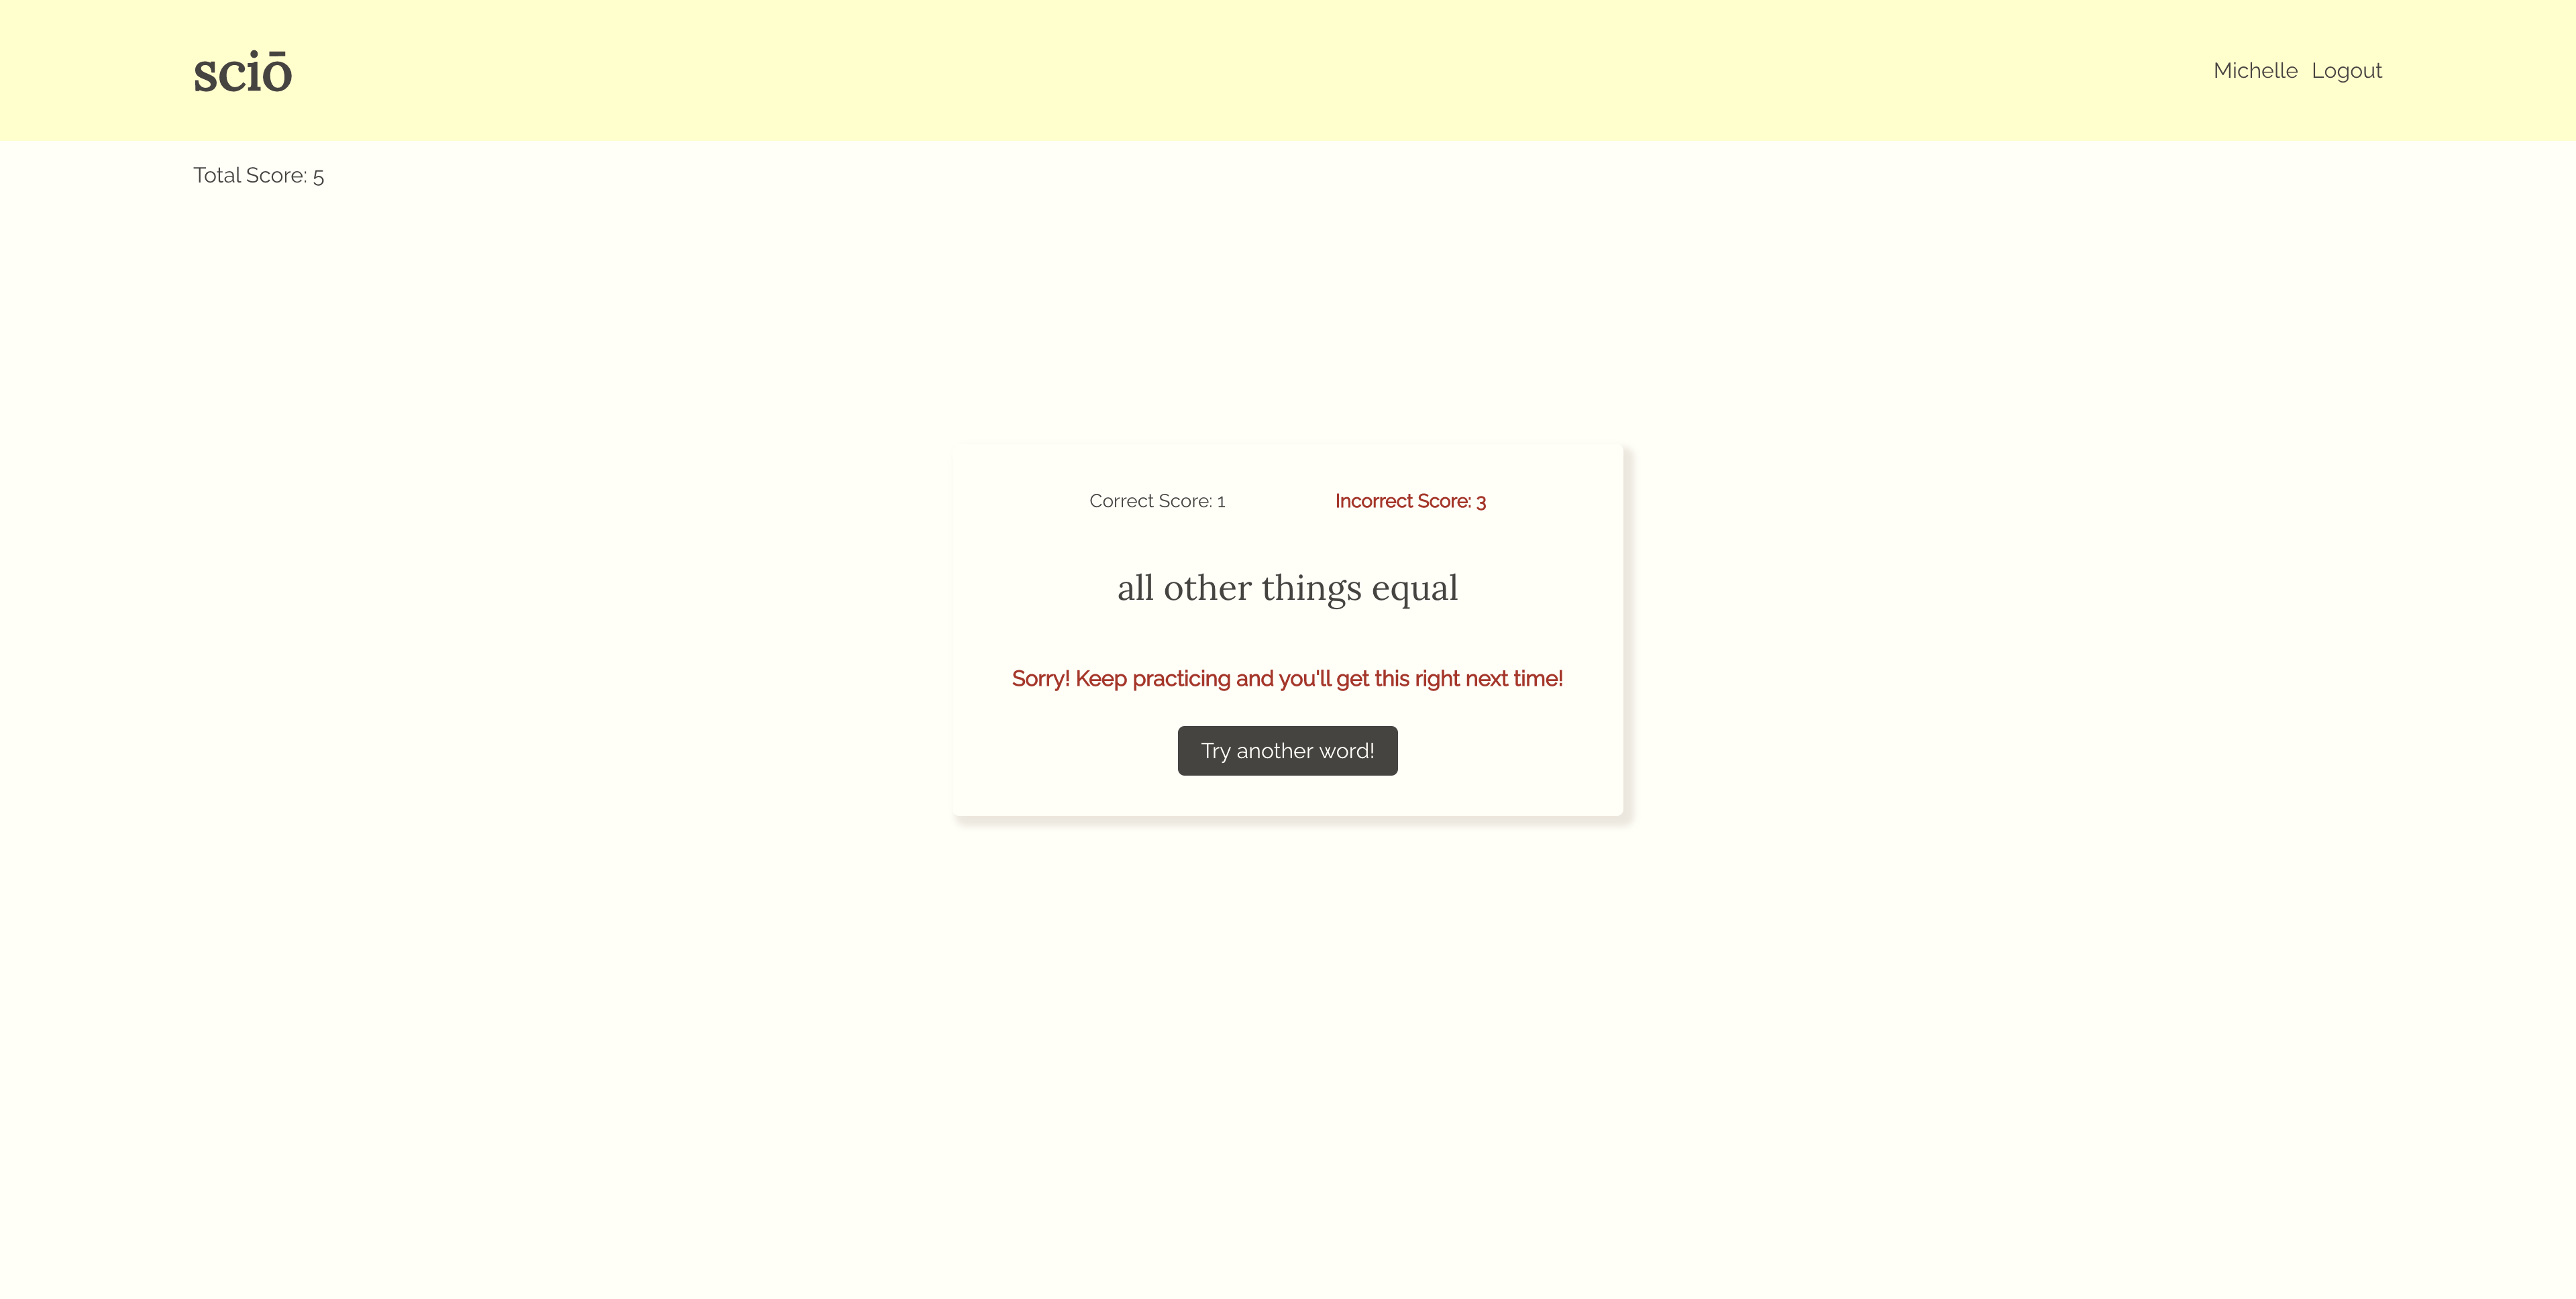 sciō
Michelle Logout
Total Score: 5
Correct Score: 1 Incorrect Score: 3
all other things equal
Sorry! Keep practicing and you'll get this right next time!
Try another word!